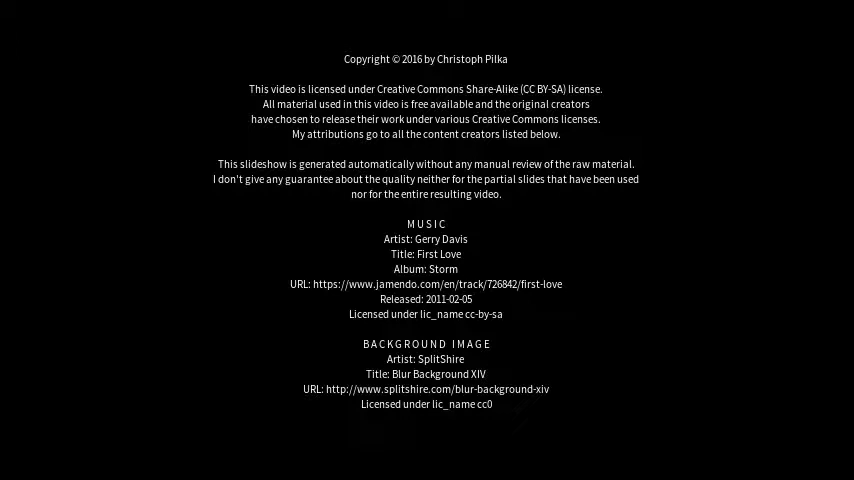 Copyright © 2016 by Christoph Pilka
This video is licensed under Creative Commons Share-Alike (CC BY-SA) license.
All material used in this video is free available and the original creators
have chosen to release their work under various Creative Commons licenses.
My attributions go to all the content creators listed below.
This slideshow is generated automatically without any manual review of the raw material.
I don't give any guarantee about the quality neither for the partial slides that have been used
nor for the entire resulting video.
M U S I C
Artist: Gerry Davis
Title: First Love
Album: Storm
URL: https://www.jamendo.com/en/track/726842/first-love
Released: 2011-02-05
Licensed under lic_name cc-by-sa
B A C K G R O U N D   I M A G E
Artist: SplitShire
Title: Blur Background XIV
URL: http://www.splitshire.com/blur-background-xiv
Licensed under lic_name cc0